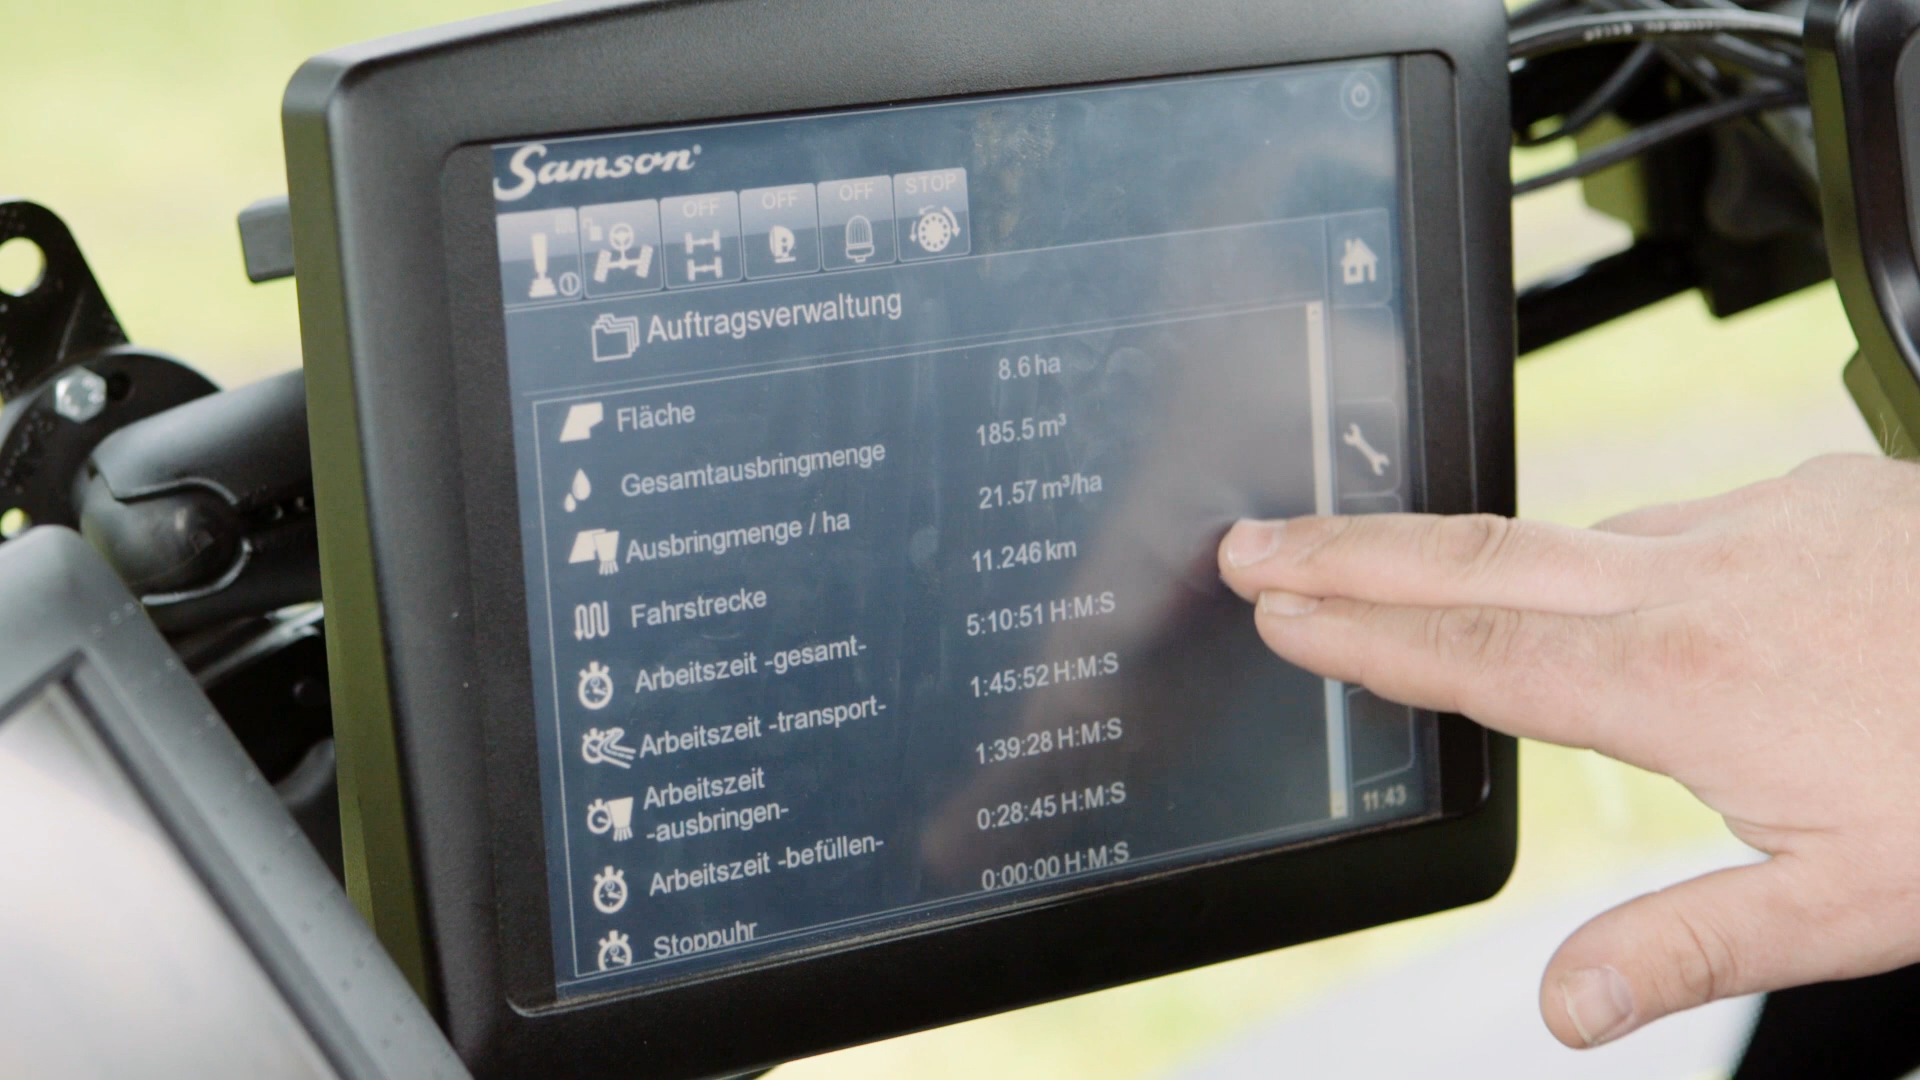 Samson
OFF OFF OFF STOP
Auftragsverwaltung
Fläche 8.6 ha
Gesamtausbringmenge 185.5 m³
Ausbringmenge / ha 21.57 m³/ha
Fahrstrecke 11.246 km
Arbeitszeit -gesamt- 5:10:51 H:M:S
Arbeitszeit -transport- 1:45:52 H:M:S
Arbeitszeit
-ausbringen- 1:39:28 H:M:S
Arbeitszeit -befüllen- 0:28:45 H:M:S
Stoppuhr 0:00:00 H:M:S
11:43